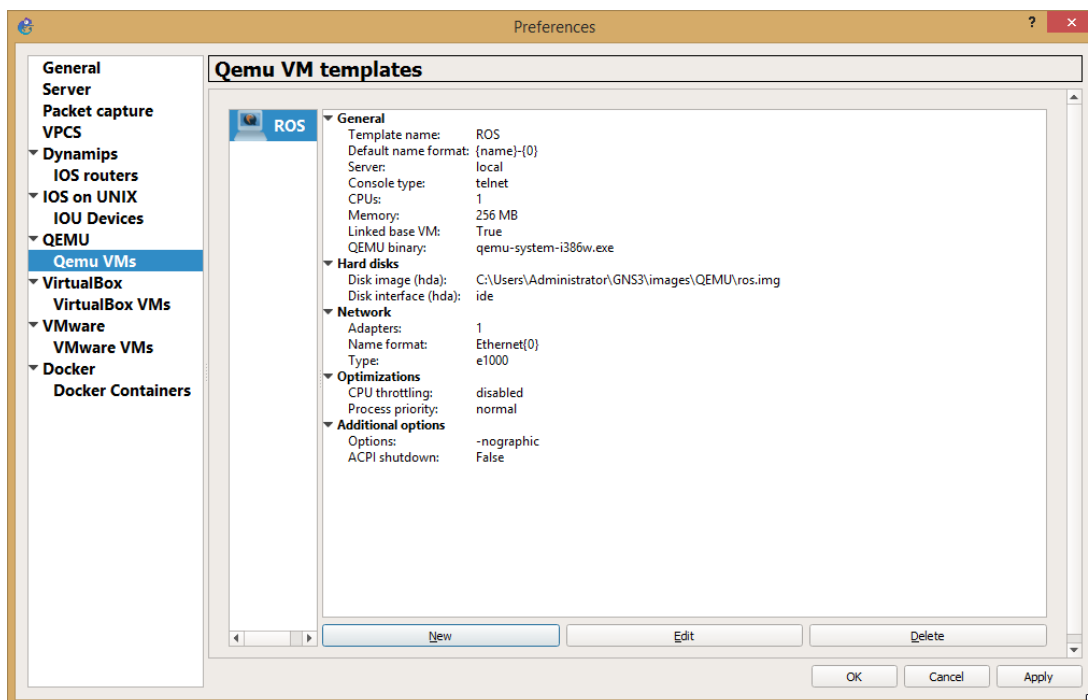 Preferences
?
×
General
Server
Packet capture
VPCS
Dynamips
IOS routers
IOS on UNIX
IOU Devices
QEMU
Qemu VMs
VirtualBox
VirtualBox VMs
VMware
VMware VMs
Docker
Docker Containers
Qemu VM templates
ROS
General
Template name: ROS
Default name format: {name}-{0}
Server: local
Console type: telnet
CPUs: 1
Memory: 256 MB
Linked base VM: True
QEMU binary: qemu-system-i386w.exe
Hard disks
Disk image (hda): C:\Users\Administrator\GNS3\images\QEMU\ros.img
Disk interface (hda): ide
Network
Adapters: 1
Name format: Ethernet{0}
Type: e1000
Optimizations
CPU throttling: disabled
Process priority: normal
Additional options
Options: -nographic
ACPI shutdown: False
New Edit Delete
OK Cancel Apply